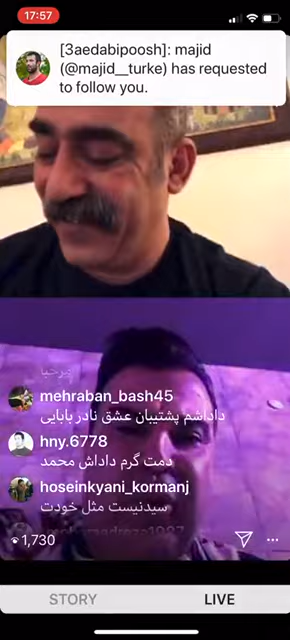 17:57
[3aedabipoosh]: majid
(@majid__turke) has requested
to follow you.
mehraban_bash45
داداشم پشتیبان عشق نادر بابایی
hny.6778
دمت گرم داداش محمد
hoseinkyani_kormanj
سیدنیست مثل خودت
1,730
STORY
LIVE